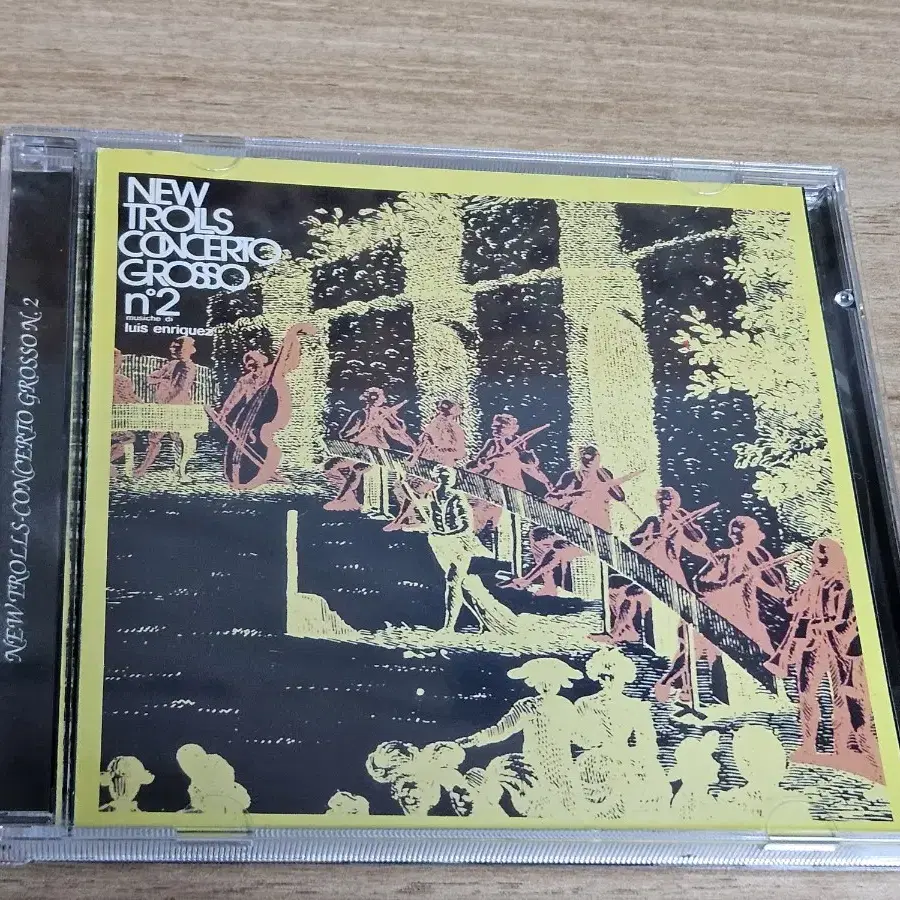 NEW
TROLLS
CONCERTO
GROSSO
n°2
musiche di
luis enriquez
NEW TROLLS-CONCERTO GROSSO N. 2